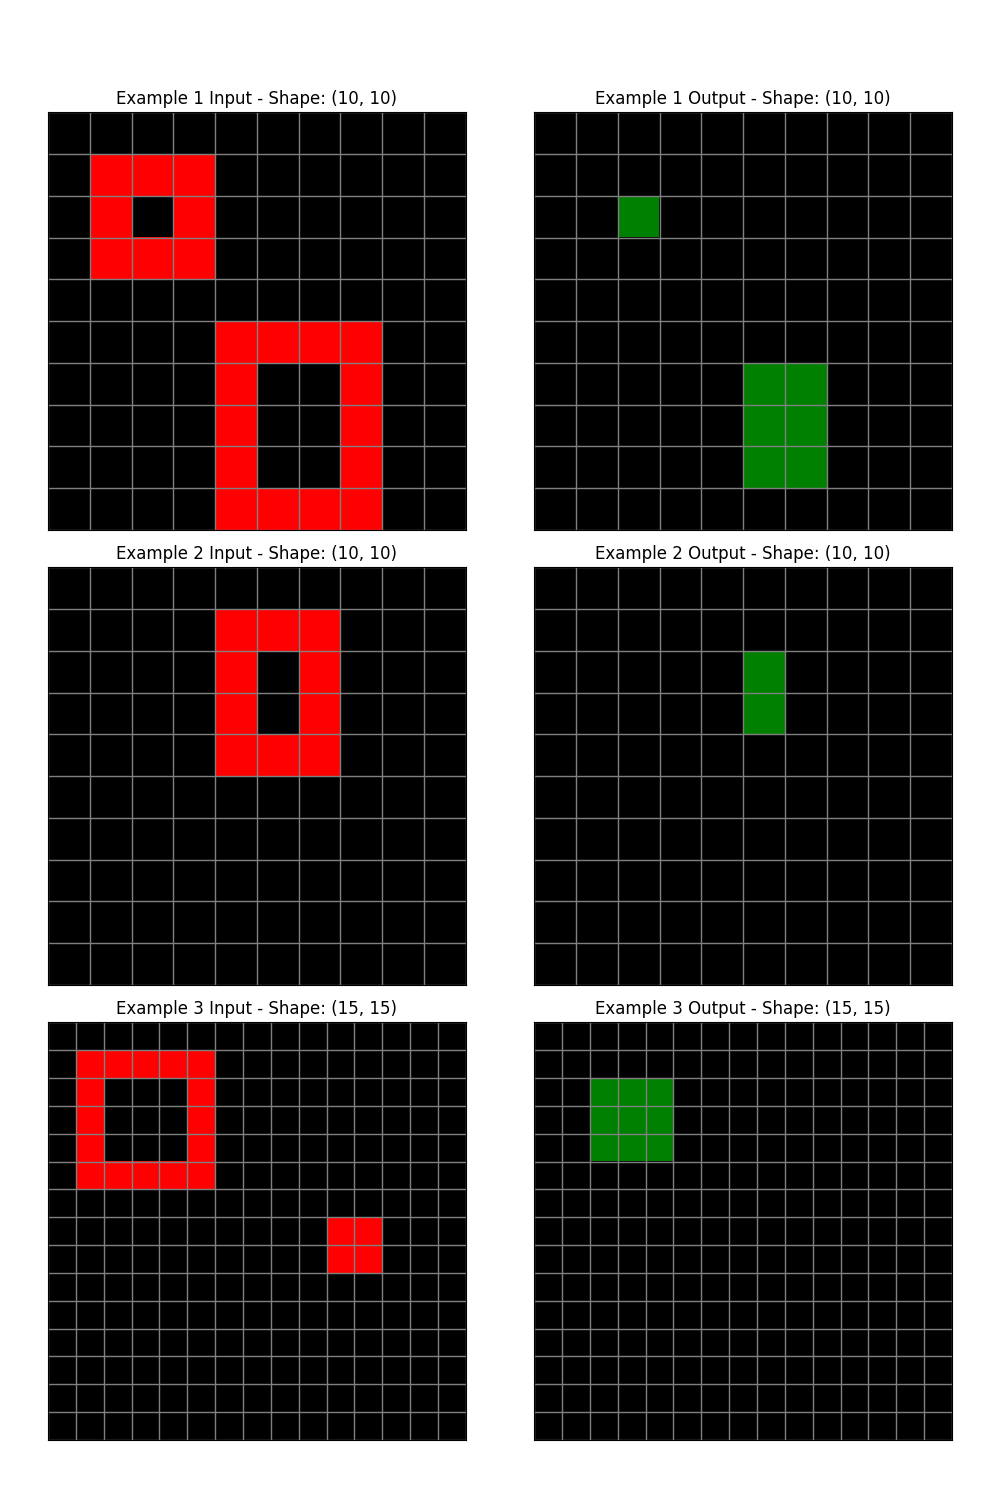 Example 1 Input - Shape: (10, 10)
Example 1 Output - Shape: (10, 10)
Example 2 Input - Shape: (10, 10)
Example 2 Output - Shape: (10, 10)
Example 3 Input - Shape: (15, 15)
Example 3 Output - Shape: (15, 15)